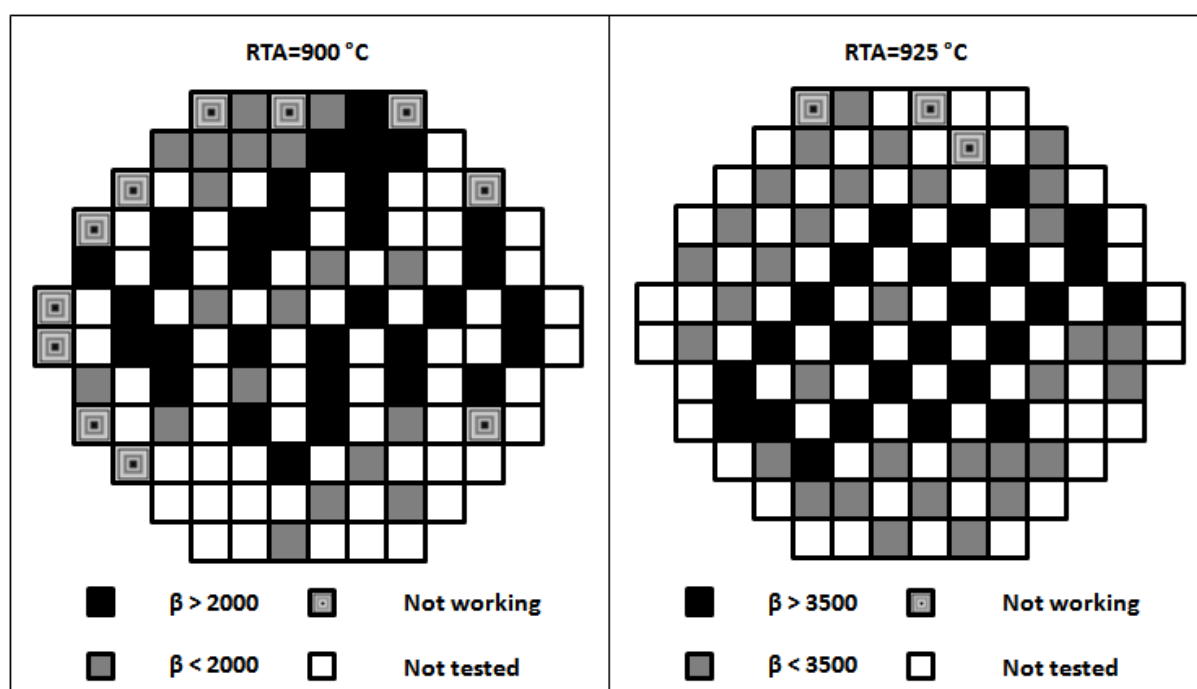 RTA=900 °C
β > 2000
Not working
β < 2000
Not tested
RTA=925 °C
β > 3500
Not working
β < 3500
Not tested